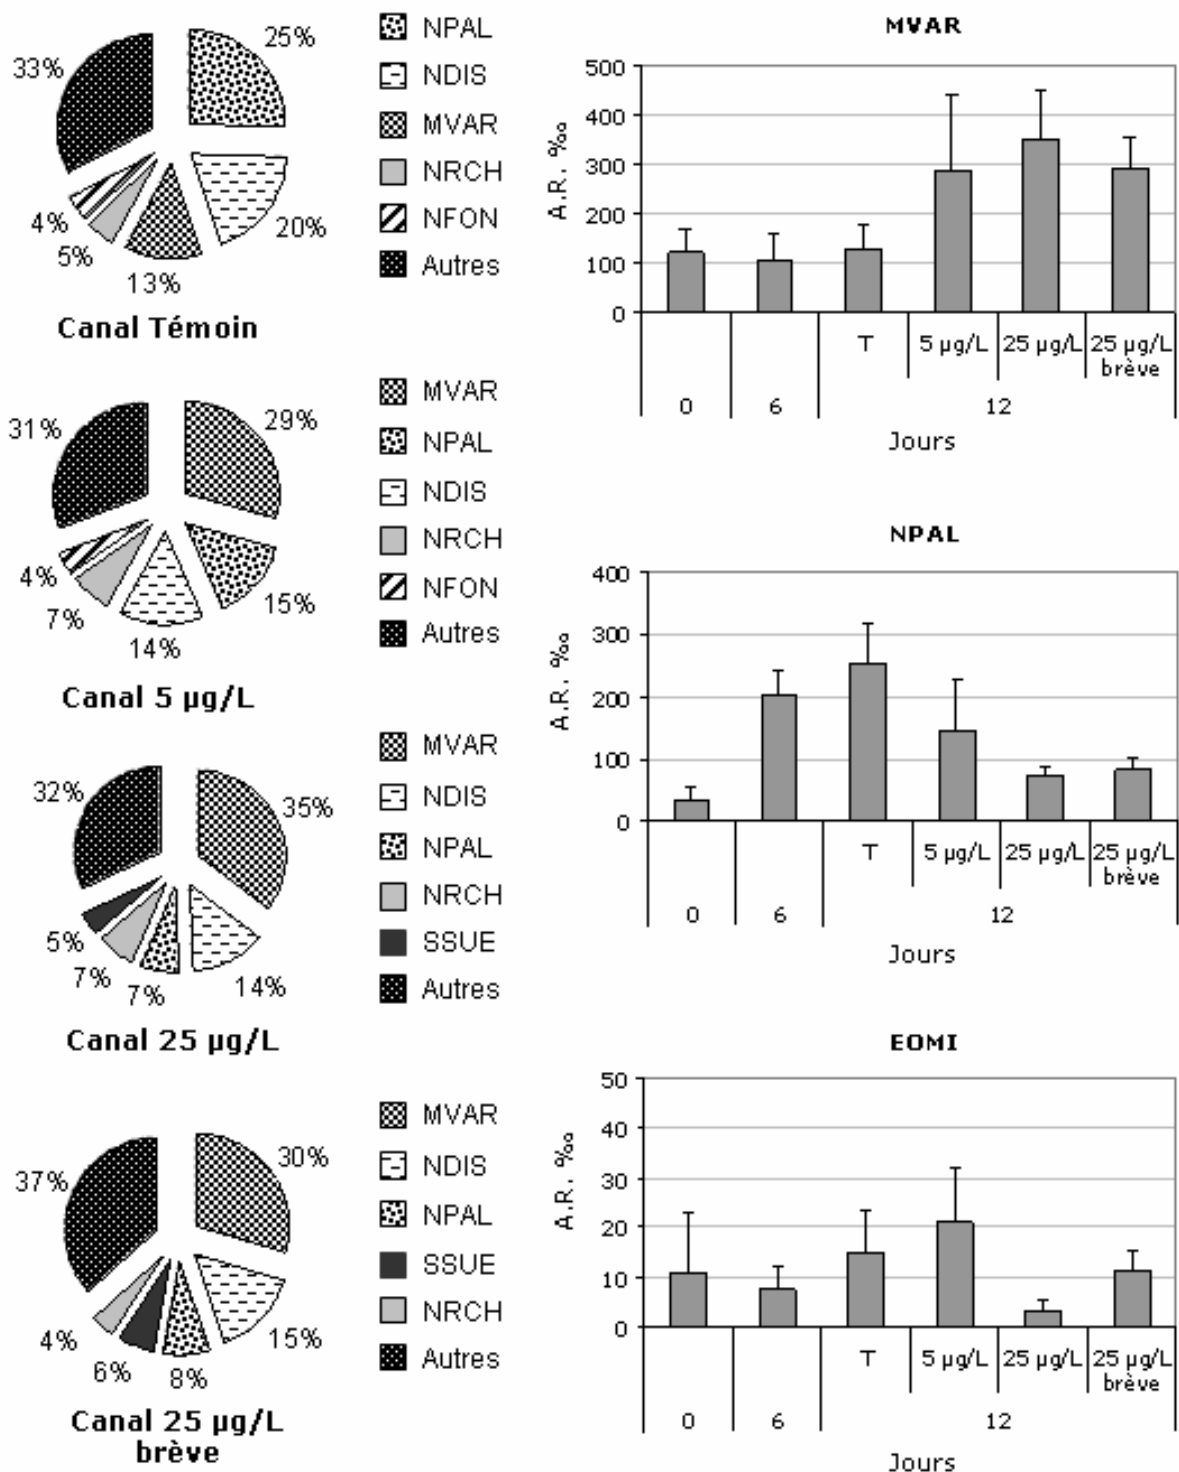 25%
33%
4%
5%
13%
20%
Canal Témoin
NPAL
NDIS
MVAR
NRCH
NFON
Autres
31%
29%
4%
7%
14%
15%
Canal 5 µg/L
MVAR
NPAL
NDIS
NRCH
NFON
Autres
32%
35%
5%
7%
7%
14%
Canal 25 µg/L
MVAR
NDIS
NPAL
NRCH
SSUE
Autres
37%
30%
4%
6%
8%
15%
Canal 25 µg/L
brève
MVAR
NDIS
NPAL
SSUE
NRCH
Autres
MVAR
A.R. ‰
500
400
300
200
100
0
T 5 µg/L 25 µg/L 25 µg/L
brève
0 6 12
Jours
NPAL
A.R. ‰
400
300
200
100
0
T 5 µg/L 25 µg/L 25 µg/L
brève
0 6 12
Jours
EOMI
A.R. ‰
50
40
30
20
10
0
T 5 µg/L 25 µg/L 25 µg/L
brève
0 6 12
Jours